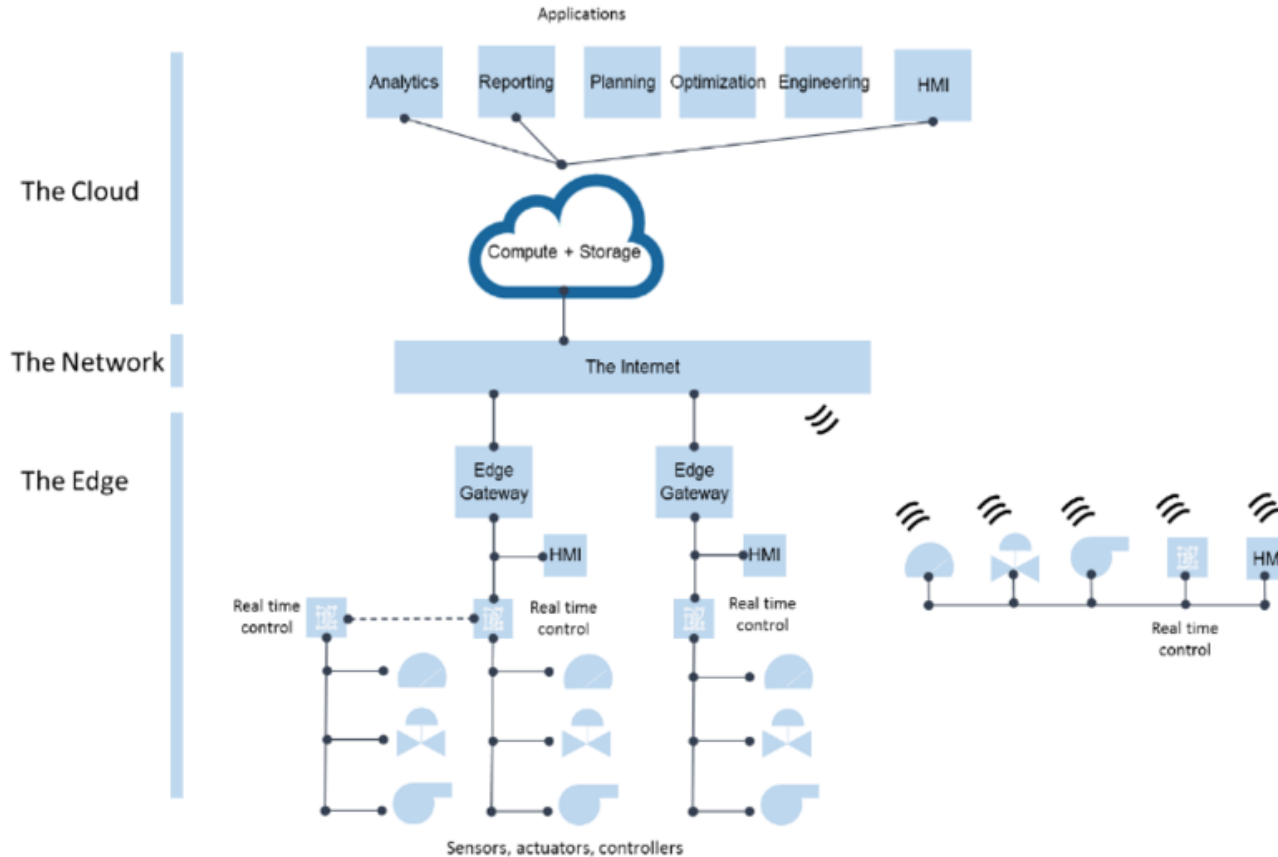 Applications
Analytics
Reporting
Planning
Optimization
Engineering
HMI
The Cloud
Compute + Storage
The Network
The Internet
The Edge
Edge
Gateway
Edge
Gateway
HMI
HMI
HM
Real time
control
Real time
control
Real time
control
Real time
control
Sensors, actuators, controllers